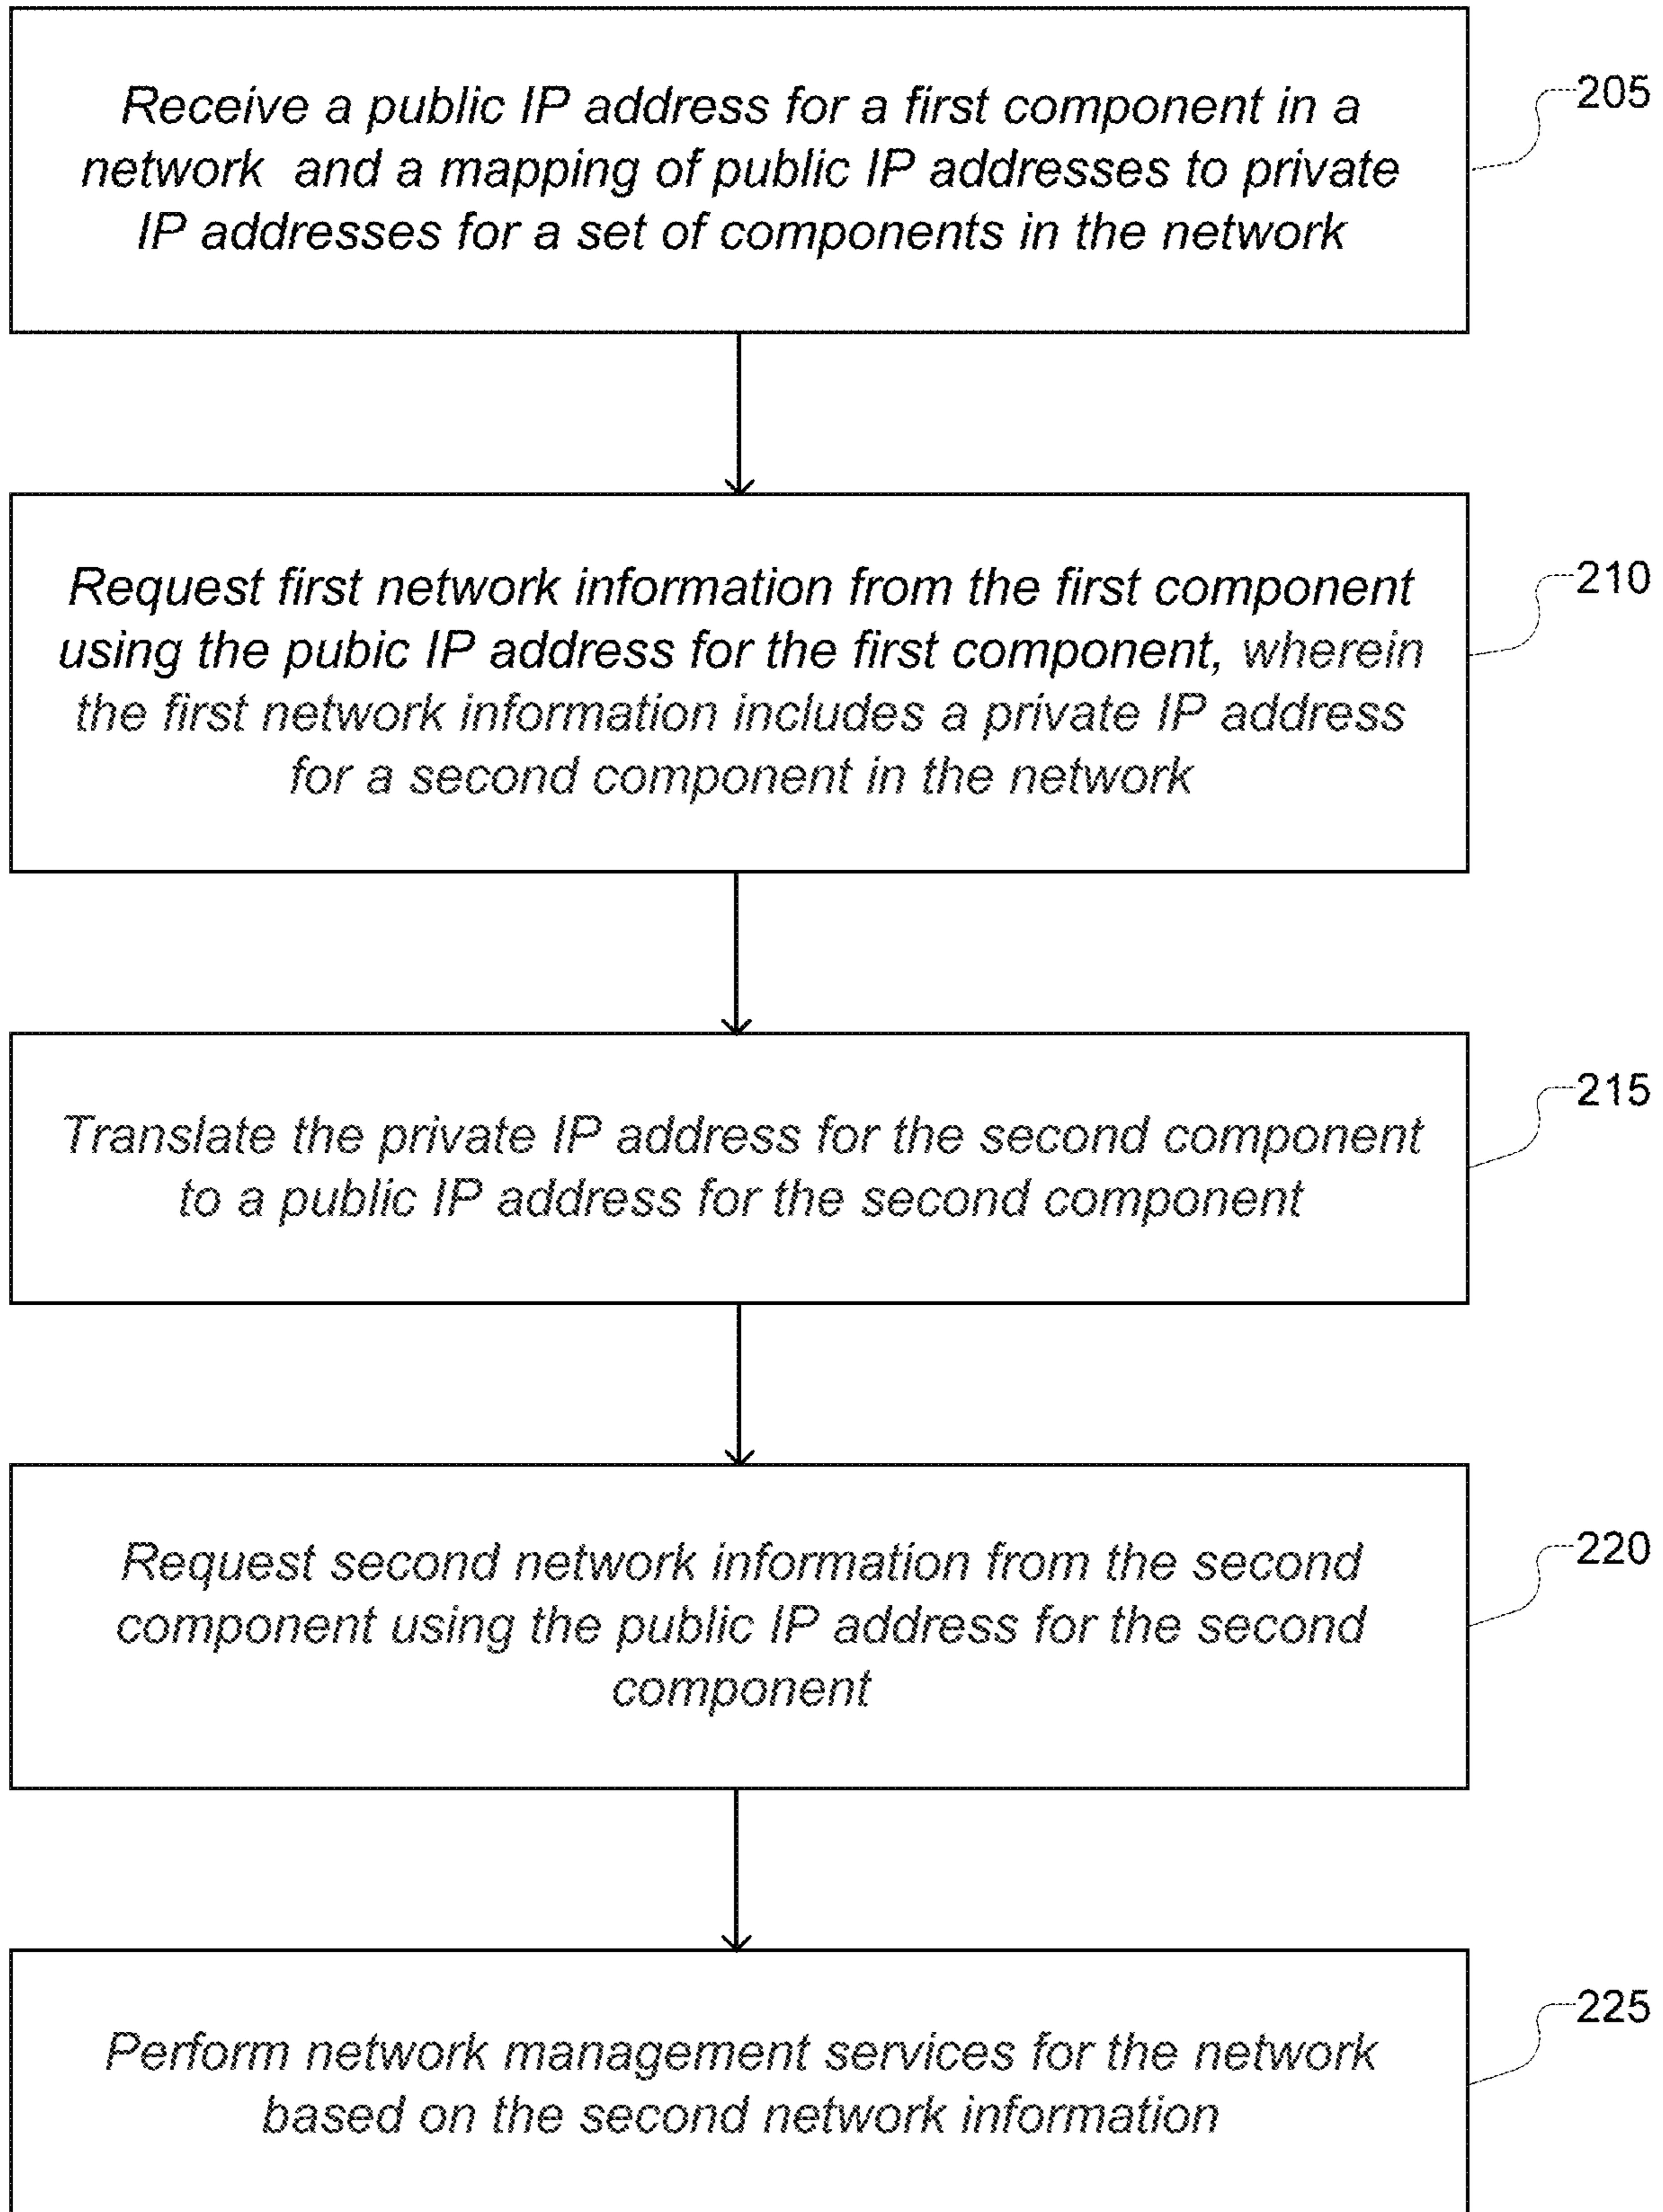 Receive a public IP address for a first component in a
network and a mapping of public IP addresses to private
IP addresses for a set of components in the network
205
Request first network information from the first component
using the pubic IP address for the first component, wherein
the first network information includes a private IP address
for a second component in the network
210
Translate the private IP address for the second component
to a public IP address for the second component
215
Request second network information from the second
component using the public IP address for the second
component
220
Perform network management services for the network
based on the second network information
225